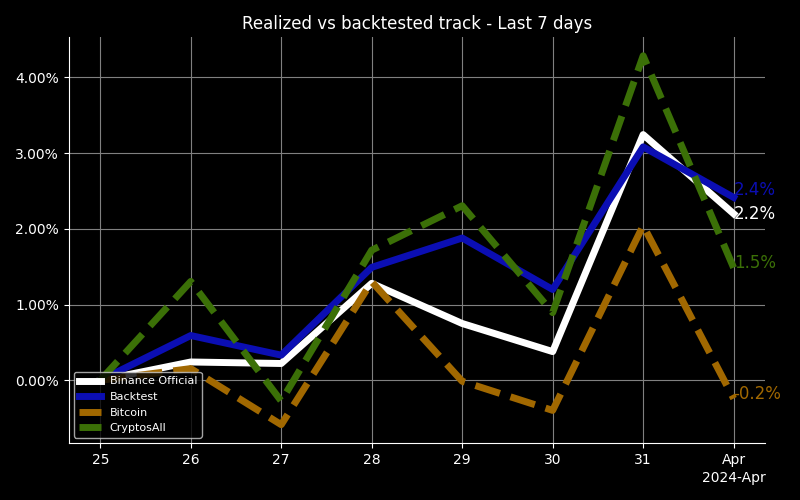 Realized vs backtested track - Last 7 days
4.00%
3.00%
2.00%
1.00%
0.00%
2.4%
2.2%
1.5%
-0.2%
Binance Official
Backtest
Bitcoin
CryptosAll
25 26 27 28 29 30 31 Apr
2024-Apr